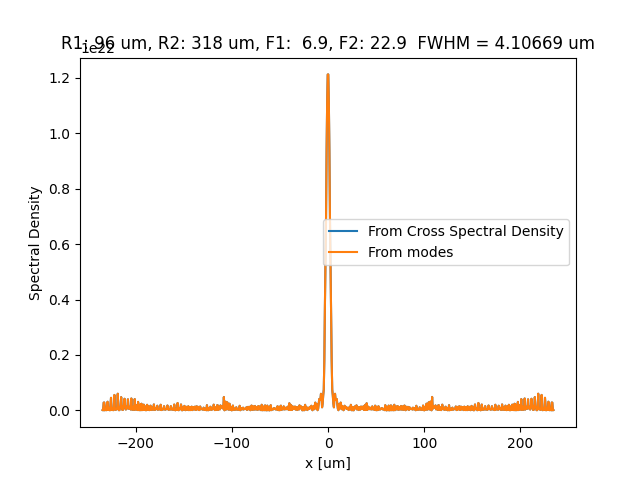 R1: 96 um, R2: 318 um, F1:  6.9, F2: 22.9  FWHM = 4.10669 um
1e22
1.2
1.0
0.8
0.6
0.4
0.2
0.0
Spectral Density
From Cross Spectral Density
From modes
−200
−100
0
100
200
x [um]